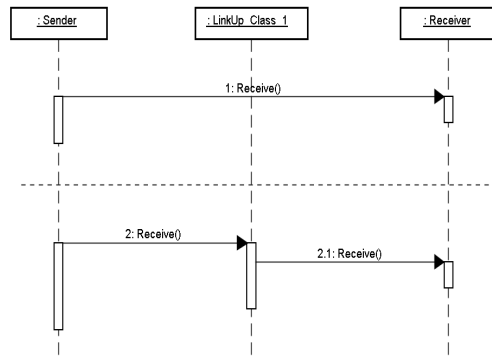 : Sender
: LinkUp_Class_1
: Receiver
1: Receive()
2: Receive()
2.1: Receive()